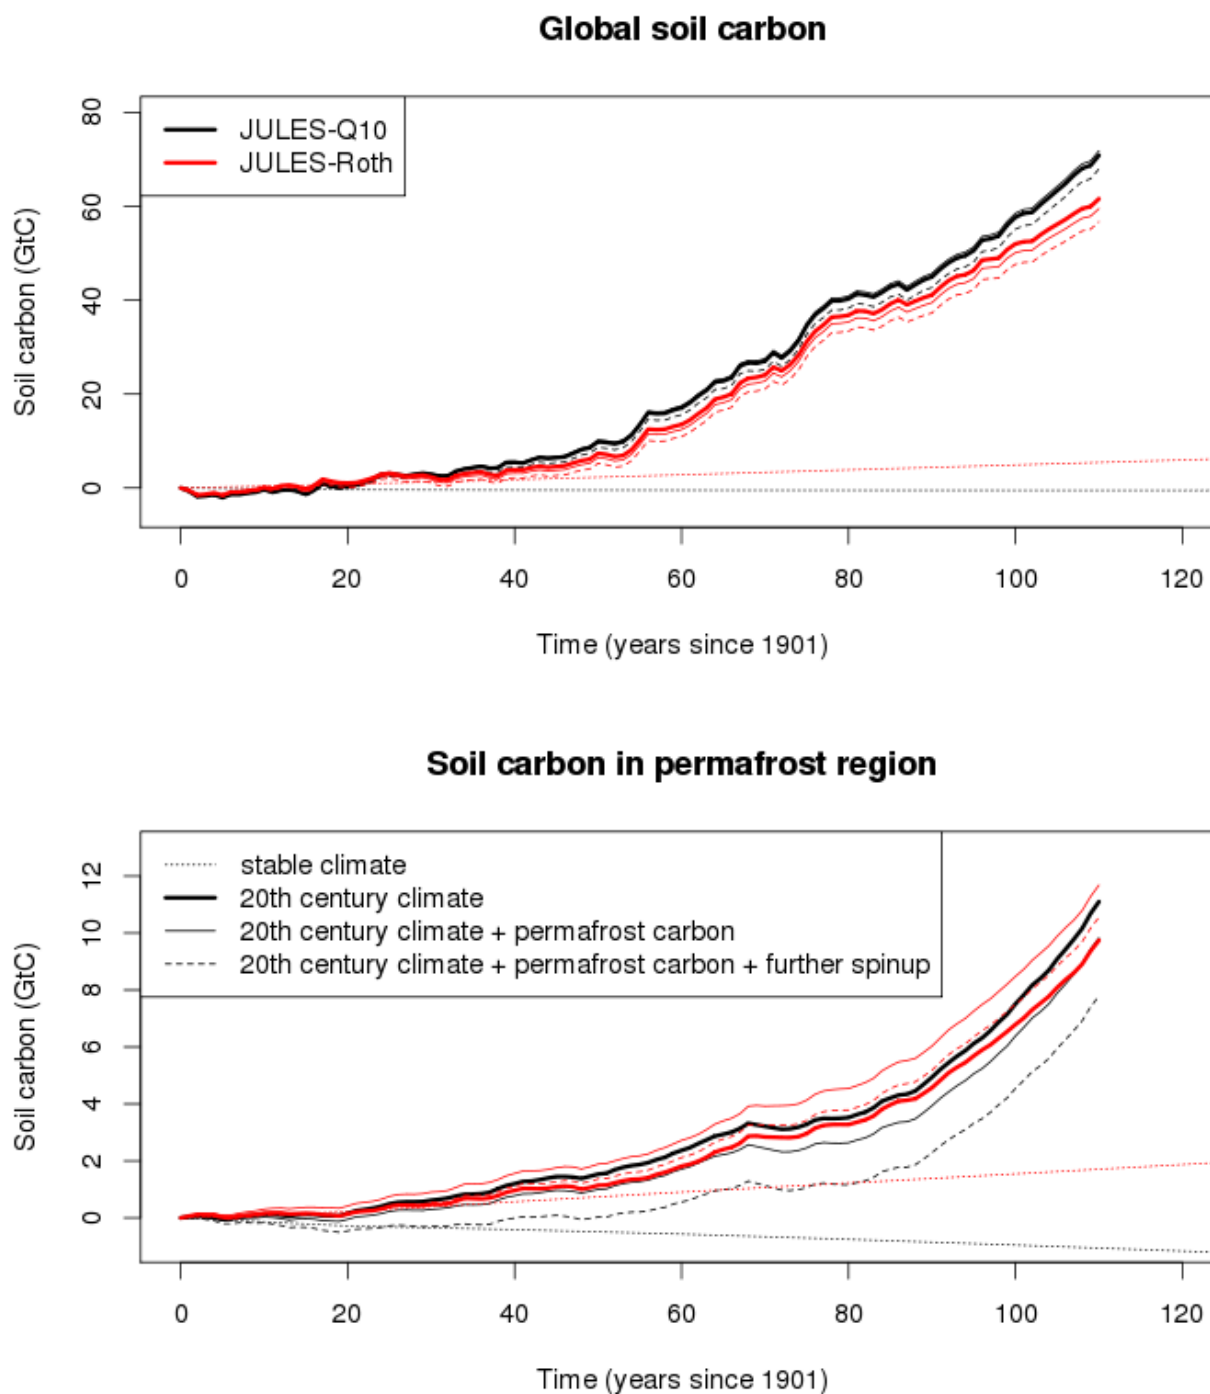 Global soil carbon
80
60
40
20
0
Soil carbon (GtC)
JULES-Q10
JULES-Roth
0 20 40 60 80 100 120
Time (years since 1901)
Soil carbon in permafrost region
12
10
8
6
4
2
0
Soil carbon (GtC)
stable climate
20th century climate
20th century climate + permafrost carbon
20th century climate + permafrost carbon + further spinup
0 20 40 60 80 100 120
Time (years since 1901)